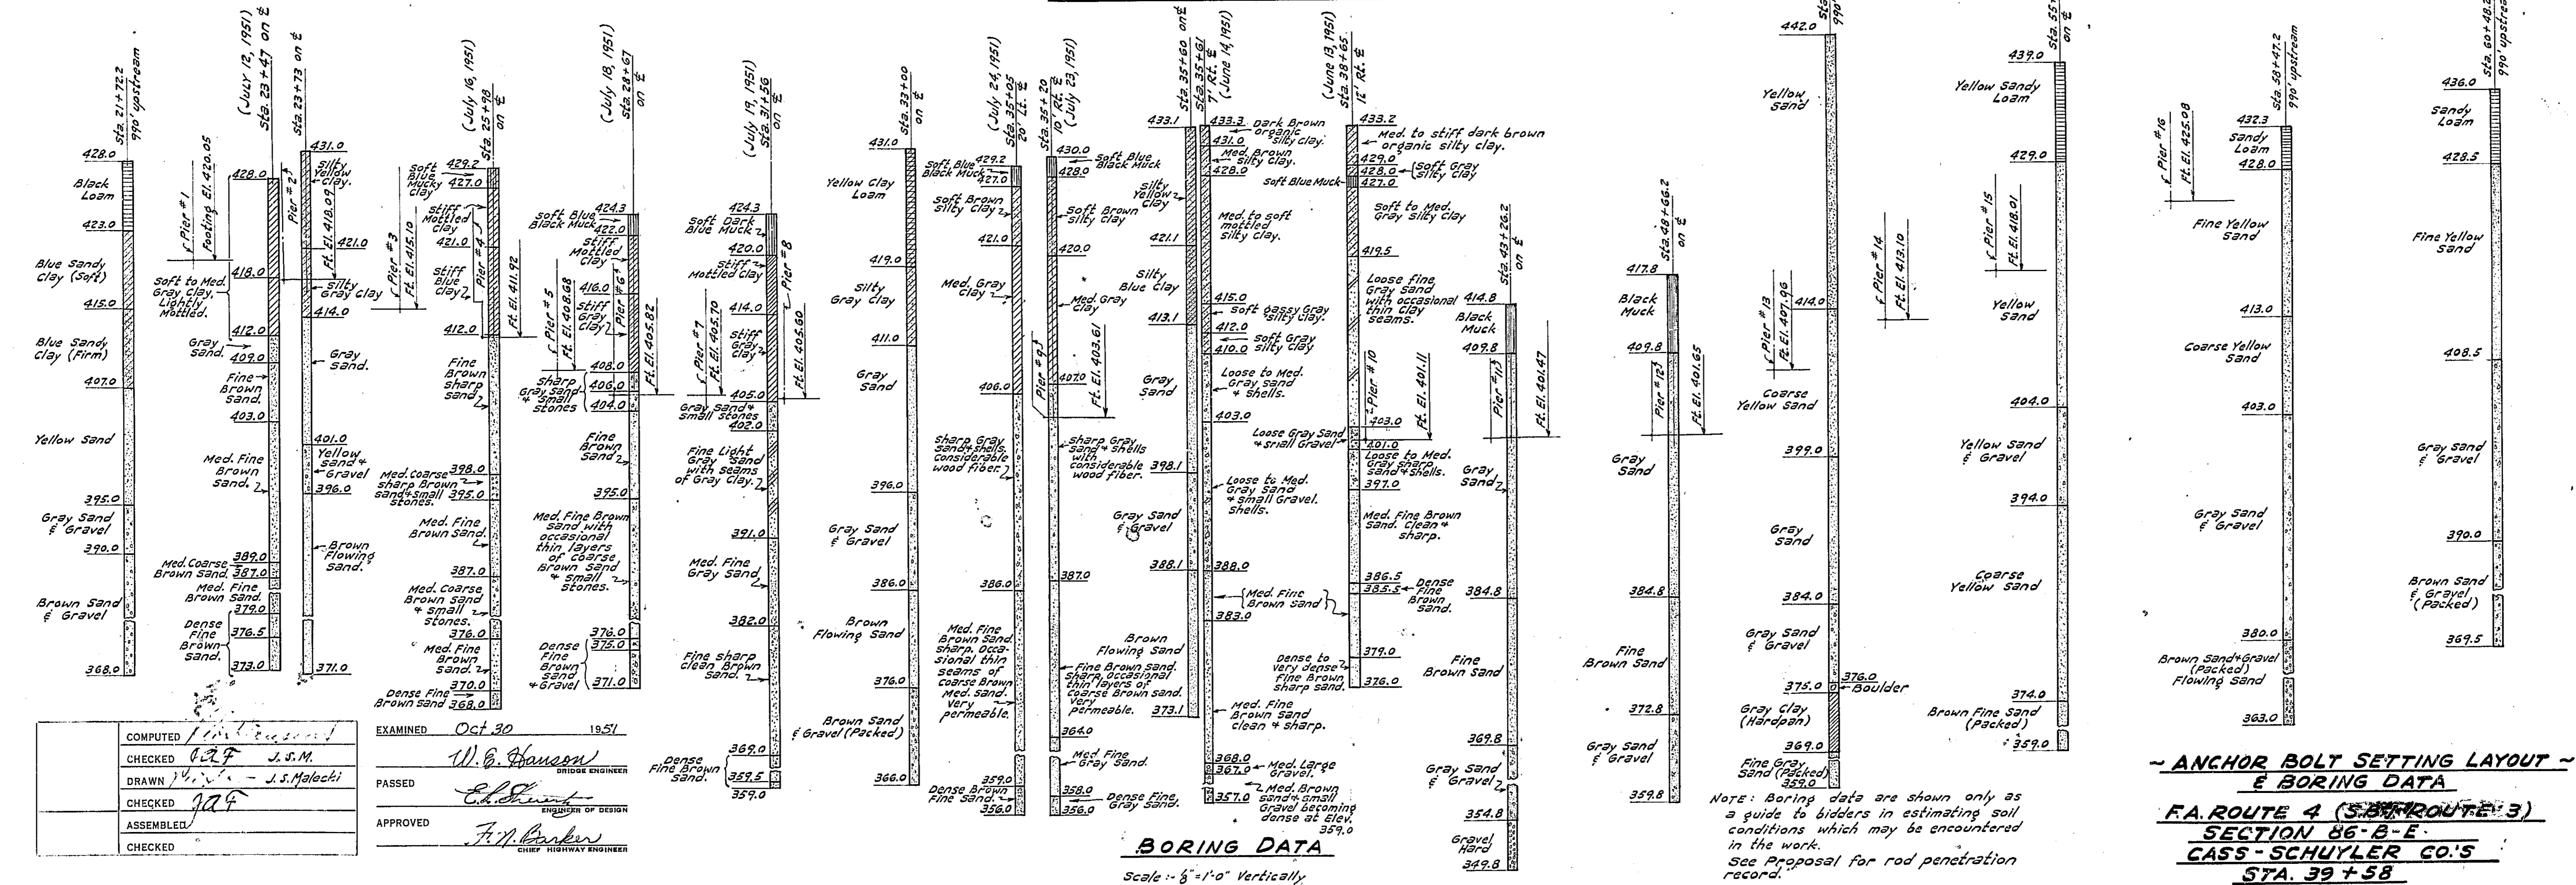 Sta. 21+72.2
990' upstream
428.0
Black
Loam
423.0
Blue Sandy
Clay (Soft)
415.0
Blue Sandy
Clay (Firm)
407.0
Yellow Sand
395.0
Gray Sand
& Gravel
390.0
Brown Sand
& Gravel
368.0
Pier #1
Footing El. 420.05
(July 12, 1951)
Sta. 23+47 on ℄
428.0
418.0
Soft to Med.
Gray Clay,
Lightly
Mottled.
412.0
Gray
Sand.
409.0
Fine
Brown
Sand.
403.0
Med. Fine
Brown
Sand.
389.0
Med. Coarse
Brown Sand.
387.0
Med. Fine
Brown Sand.
379.0
Dense
Fine
Brown
Sand.
376.5
373.0
Sta. 23+73 on ℄
431.0
Pier #2
Silty
Yellow
Clay.
Ft. El. 418.09
421.0
Silty
Gray Clay
414.0
Gray
Sand.
401.0
Yellow
Sand &
Gravel
396.0
Brown
Flowing
Sand.
371.0
Pier #3
Ft. El. 415.10
(July 16, 1951)
Sta. 25+98
on ℄
429.2
Soft
Blue
Mucky
Clay
427.0
Stiff
Mottled
Clay
421.0
Pier #4
Stiff
Blue
Clay
412.0
Ft. El. 411.92
Fine
Brown
sharp
sand
398.0
Med. Coarse
sharp Brown
sand & small
stones.
395.0
Med. Fine
Brown Sand.
387.0
Med. Coarse
Brown Sand
& small
stones.
376.0
Med. Fine
Brown
Sand.
370.0
Dense Fine
Brown Sand
368.0
Pier #5
Ft. El. 408.68
(July 18, 1951)
Sta. 28+67
on ℄
424.3
Soft Blue
Black Muck
422.0
Stiff
Mottled
Clay
416.0
Pier #6
Stiff
Gray
Clay
408.0
Sharp
Gray Sand
& Small
Stones
406.0
404.0
Ft. El. 405.82
Fine
Brown
Sand
395.0
Med. Fine Brown
sand with
occasional
thin layers
of coarse
Brown Sand
& small
stones.
376.0
Dense
Fine
Brown
Sand
& Gravel
375.0
371.0
Pier #7
Ft. El. 405.70
(July 19, 1951)
Sta. 31+56
on ℄
424.3
Soft Dark
Blue Muck
420.0
Stiff
Mottled Clay
Pier #8
414.0
Stiff
Gray
Clay
Ft. El. 405.60
405.0
Gray Sand &
small stones
402.0
Fine Light
Gray Sand
with seams
of Gray Clay.
391.0
Med. Fine
Gray Sand
382.0
Fine sharp
clean Brown
Sand.
369.0
Dense
Fine Brown
Sand.
359.5
359.0
Sta. 33+00
on ℄
431.0
Yellow Clay
Loam
419.0
Silty
Gray Clay
411.0
Gray
Sand
396.0
Gray Sand
& Gravel
386.0
Brown
Flowing Sand
376.0
Brown Sand
& Gravel (Packed)
366.0
(July 24, 1951)
Sta. 35+05
20' Lt. ℄
429.2
Soft Blue
Black Muck
427.0
Soft Brown
Silty Clay
421.0
Med. Gray
Clay
406.0
Sharp Gray
Sand & shells.
Considerable
wood fiber.
386.0
Med. Fine
Brown Sand.
sharp. Occa-
sional thin
seams of
coarse Brown
Med. Sand.
Very
permeable.
359.0
Dense Brown
Fine Sand.
356.0
Sta. 35+20
10' Rt. ℄
(July 23, 1951)
430.0
Soft Blue
Black Muck
428.0
Soft Brown
Silty Clay
420.0
Med. Gray
Clay
Pier #9
Ft. El. 403.61
407.0
Sharp Gray
Sand & shells
with
considerable
wood fiber.
387.0
Fine Brown sand.
sharp, occasional
thin layers of
coarse Brown sand.
very
permeable.
364.0
Med. Fine
Gray Sand.
358.0
Dense Fine
Gray Sand.
356.0
Sta. 35+60 on ℄
433.1
Silty
Yellow
Clay
421.1
Silty
Blue Clay
413.1
Gray
Sand
398.1
Gray Sand
& Gravel
388.1
Brown
Flowing Sand
373.1
Sta. 35+61
7' Rt. ℄
(June 14, 1951)
433.3
Dark Brown
organic
silty clay.
431.0
Med. Brown
silty clay.
428.0
Med. to soft
mottled
silty clay.
415.0
Soft gassy Gray
silty clay.
412.0
Soft Gray
silty clay
410.0
Loose to Med.
Gray sand
& shells.
403.0
Loose to Med.
Gray Sand
& small Gravel.
shells.
388.0
Med. Fine
Brown Sand
383.0
Med. Fine
Brown Sand
clean & sharp.
368.0
367.0
Med. Large
Gravel.
Med. Brown
sand & small
Gravel becoming
dense at Elev.
359.0
357.0
(June 13, 1951)
Sta. 38+65.
12' Rt. ℄
433.2
Med. to stiff dark brown
organic silty clay.
429.0
Soft Gray
Silty Clay
428.0
Soft Blue Muck
427.0
Soft to Med.
Gray Silty Clay
419.5
Loose fine
Gray Sand
with occasional
thin Clay
seams.
Pier #10
Ft. El. 401.11
403.0
Loose Gray Sand
& small Gravel
401.0
Loose to Med.
Gray sharp
sand & shells.
397.0
Med. Fine Brown
Sand. Clean &
sharp.
386.5
385.5
Dense
Fine
Brown
Sand.
379.0
Dense to
very dense
Fine Brown
sharp sand.
376.0
Sta. 43+26.2
on ℄
414.8
Black
Muck
409.8
Pier #11
Ft. El. 401.47
Gray
Sand
384.8
Fine
Brown Sand
369.8
Gray Sand
& Gravel
354.8
Gravel
Hard
349.8
Sta. 48+66.2
on ℄
417.8
Black
Muck
409.8
Pier #12
Ft. El. 401.65
Gray
Sand
384.8
Fine
Brown Sand
372.8
Gray Sand
& Gravel
359.8
442.0
Yellow
Sand
Pier #13
Ft. El. 407.96
414.0
Coarse
Yellow Sand
399.0
Gray
Sand
384.0
Gray Sand
& Gravel
376.0
375.0
Boulder
Gray Clay
(Hardpan)
369.0
Fine Gray
Sand (Packed)
359.0
Pier #14
Ft. El. 413.10
on ℄
439.0
Yellow Sandy
Loam
429.0
Pier #15
Ft. El. 418.01
Yellow
Sand
404.0
Yellow Sand
& Gravel
394.0
Coarse
Yellow Sand
374.0
Brown Fine Sand
(Packed)
359.0
Pier #16
Ft. El. 425.08
Sta. 58+47.2
990' upstream
432.3
Sandy
Loam
428.0
Fine Yellow
Sand
413.0
Coarse Yellow
Sand
403.0
Gray Sand
& Gravel
380.0
Brown Sand & Gravel
(Packed)
Flowing Sand
363.0
Sta. 60+48.2
990' upstream
436.0
Sandy
Loam
428.5
Fine Yellow
Sand
408.5
Gray Sand
& Gravel
390.0
Brown Sand
& Gravel
(Packed)
369.5
COMPUTED
CHECKED J.S.M.
DRAWN J.S. Malecki
CHECKED
ASSEMBLED
CHECKED
EXAMINED Oct 30 1951
W. E. Hanson
BRIDGE ENGINEER
PASSED
ENGINEER OF DESIGN
APPROVED
F. N. Barker
CHIEF HIGHWAY ENGINEER
BORING DATA
Scale :- ⅛" = 1'-0" Vertically
NOTE: Boring data are shown only as
a guide to bidders in estimating soil
conditions which may be encountered
in the work.
See Proposal for rod penetration
record.
~ ANCHOR BOLT SETTING LAYOUT ~
& BORING DATA
F.A. ROUTE 4 (S.B.I. ROUTE 3)
SECTION 86-B-E.
CASS-SCHUYLER CO.'S
STA. 39+58